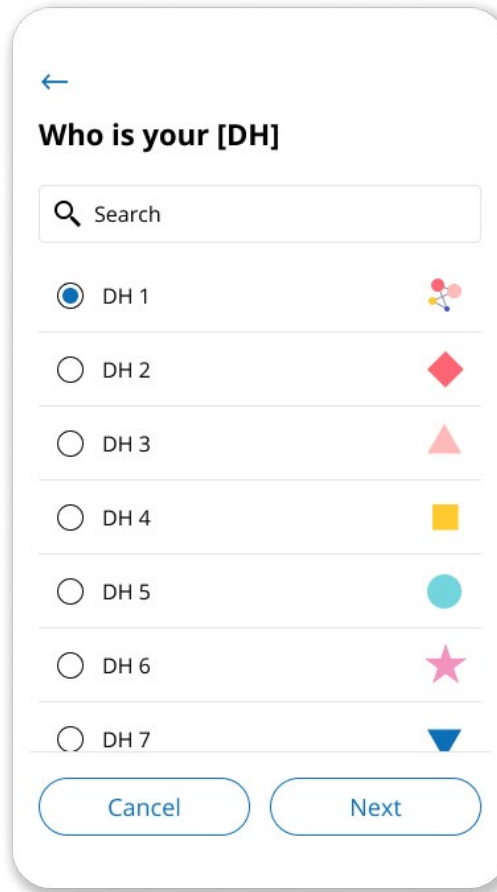 Who is your [DH]
Search
DH 1
DH 2
DH 3
DH 4
DH 5
DH 6
DH 7
Cancel Next